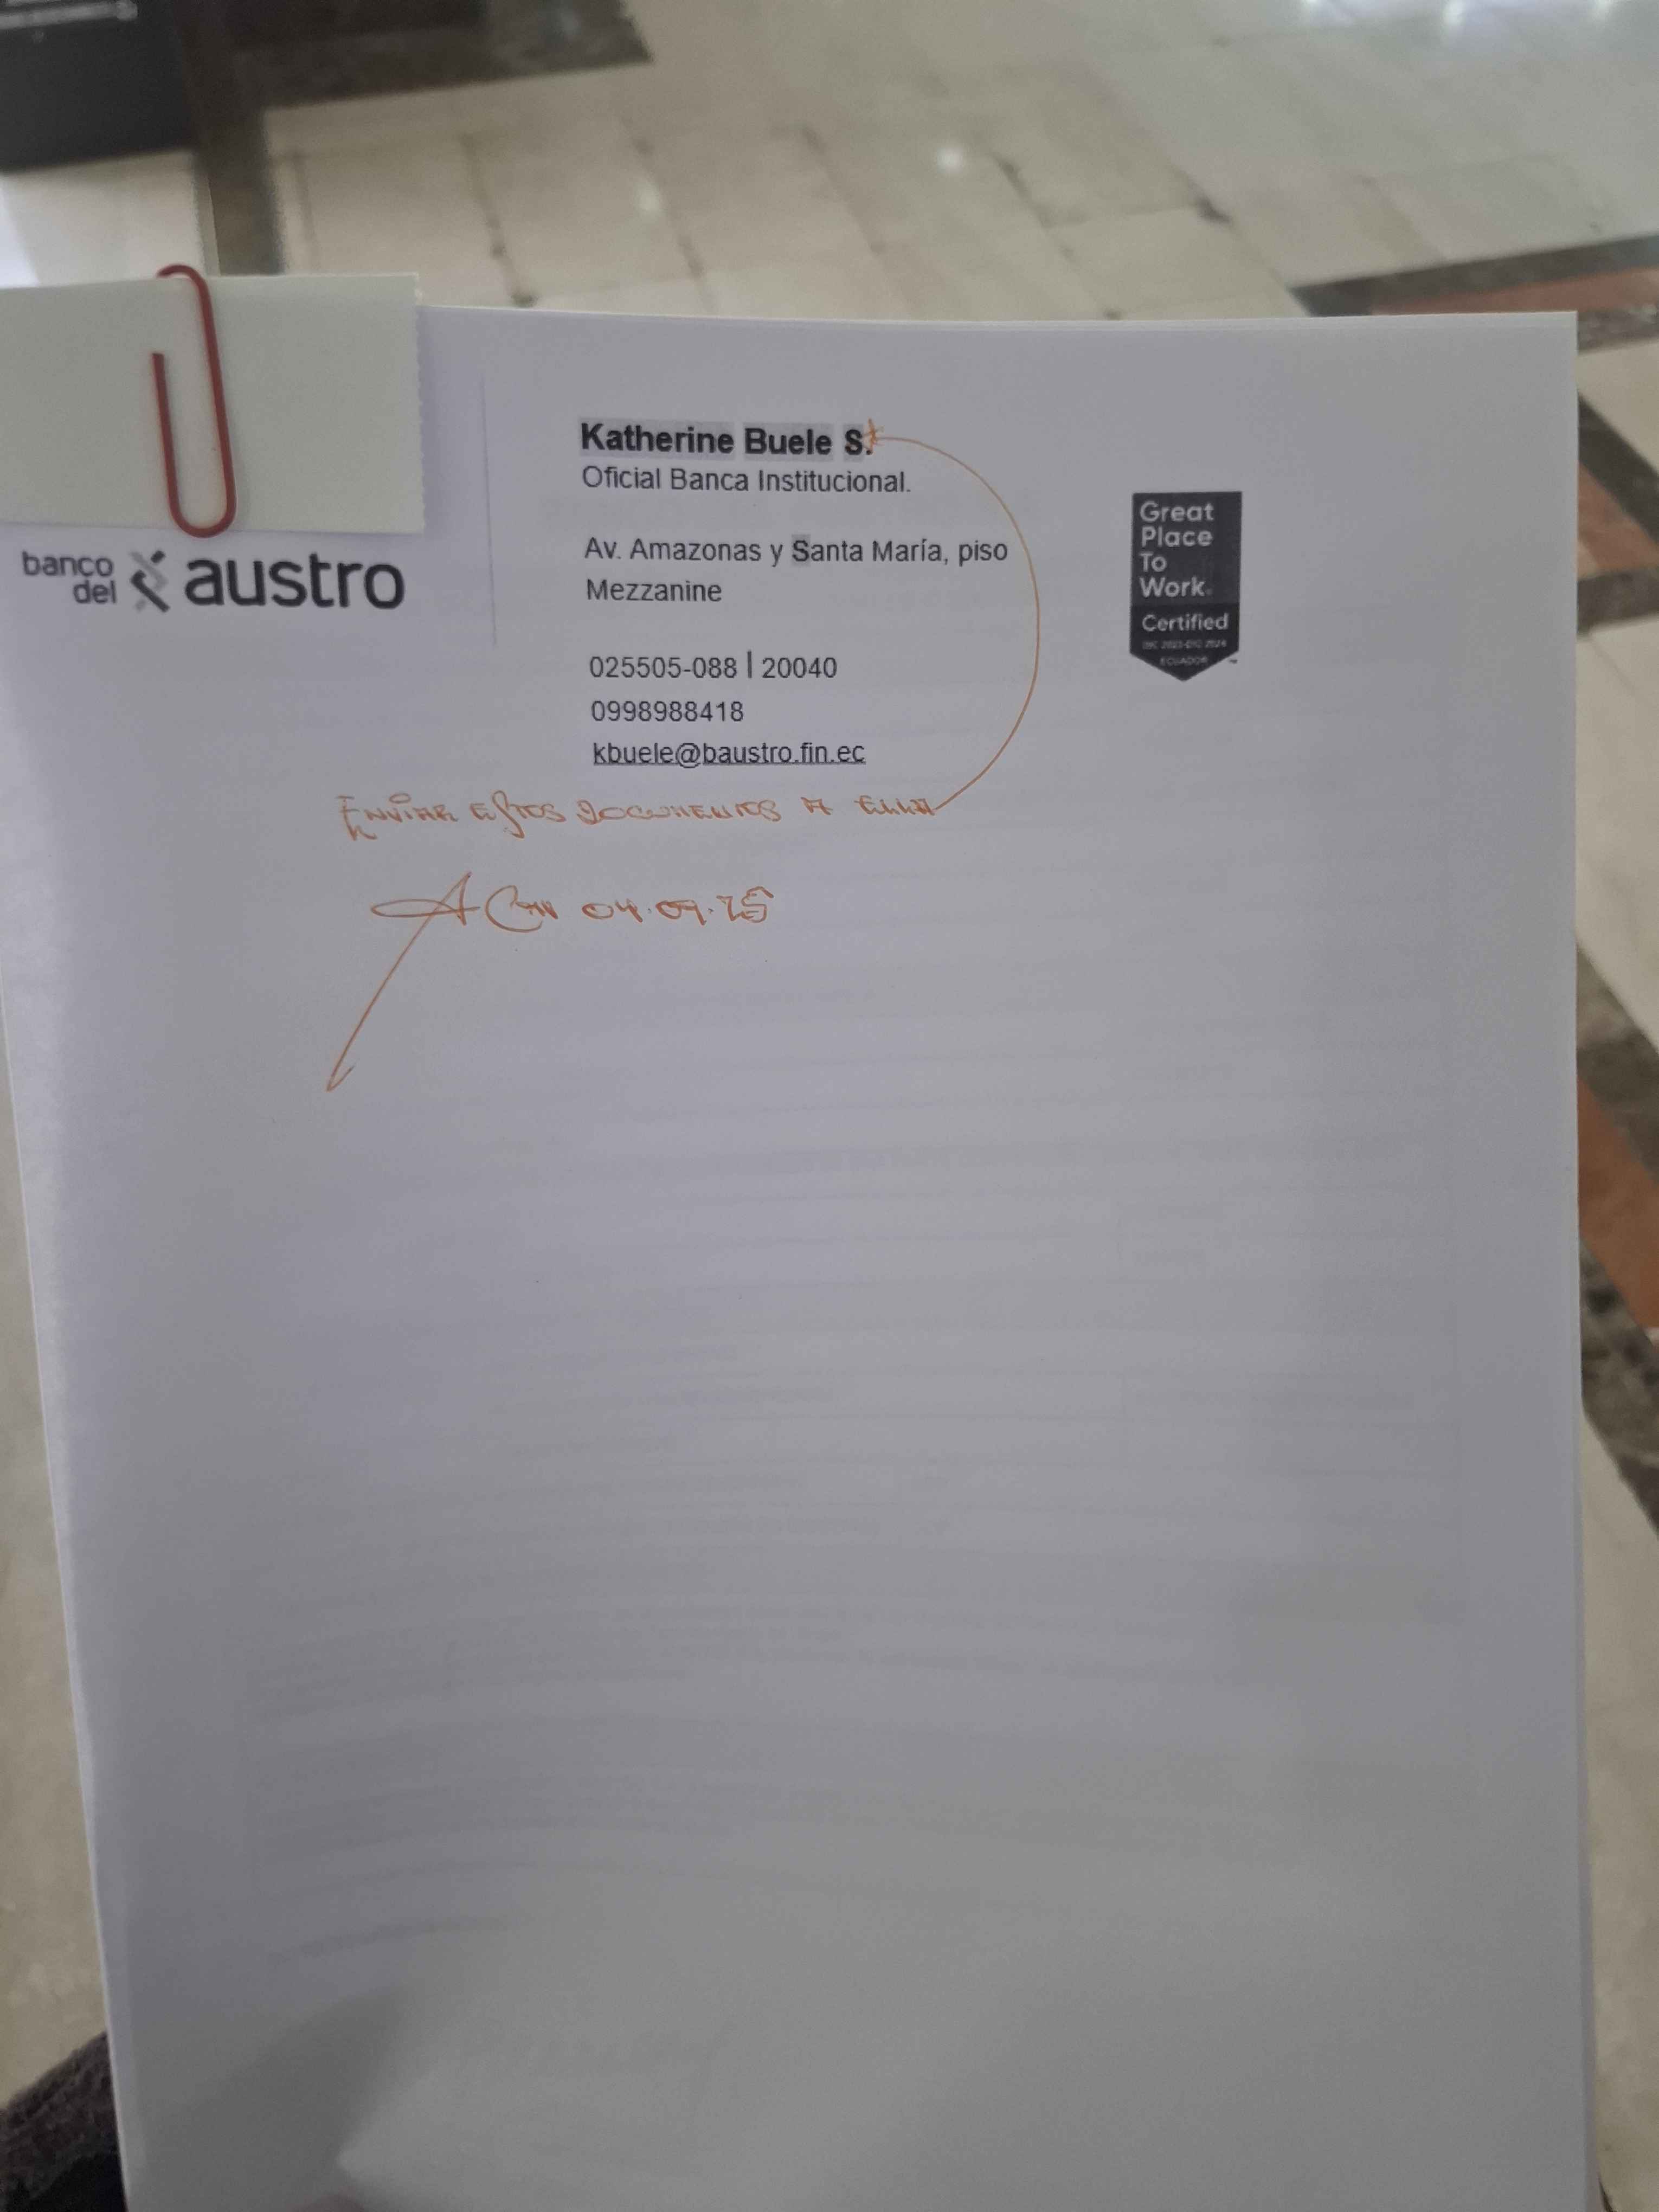 Katherine Buele S.
Oficial Banca Institucional.
Av. Amazonas y Santa María, piso
Mezzanine
025505-088 | 20040
0998988418
kbuele@baustro.fin.ec
banco del austro
Great
Place
To
Work.
Certified
ECUADOR
ENVIAR ESTOS DOCUMENTOS A ELLA
04.09.25